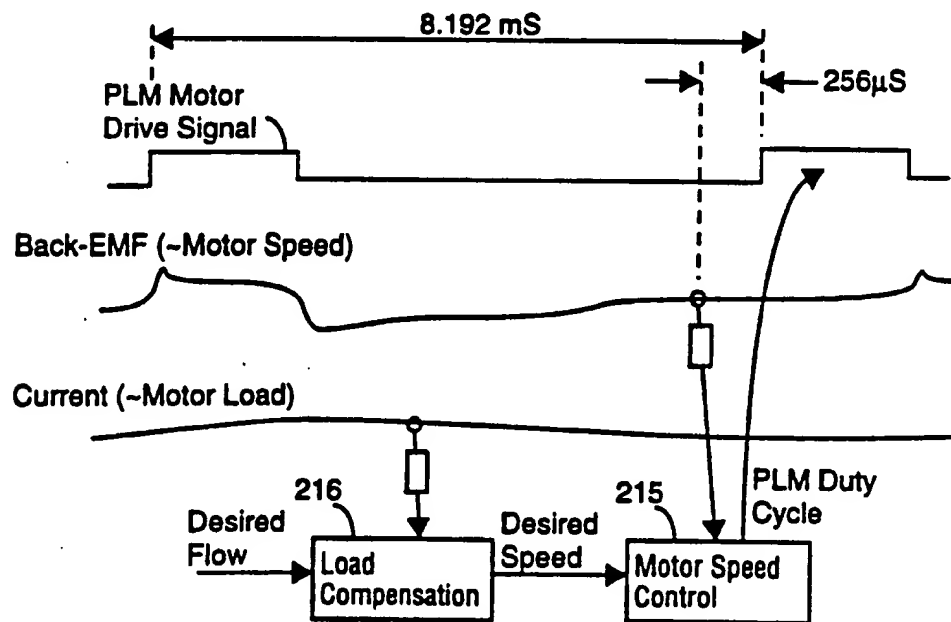 8.192 mS
256µS
PLM Motor
Drive Signal
Back-EMF (~Motor Speed)
Current (~Motor Load)
216
215
PLM Duty
Cycle
Desired
Flow
Desired
Speed
Load
Compensation
Motor Speed
Control